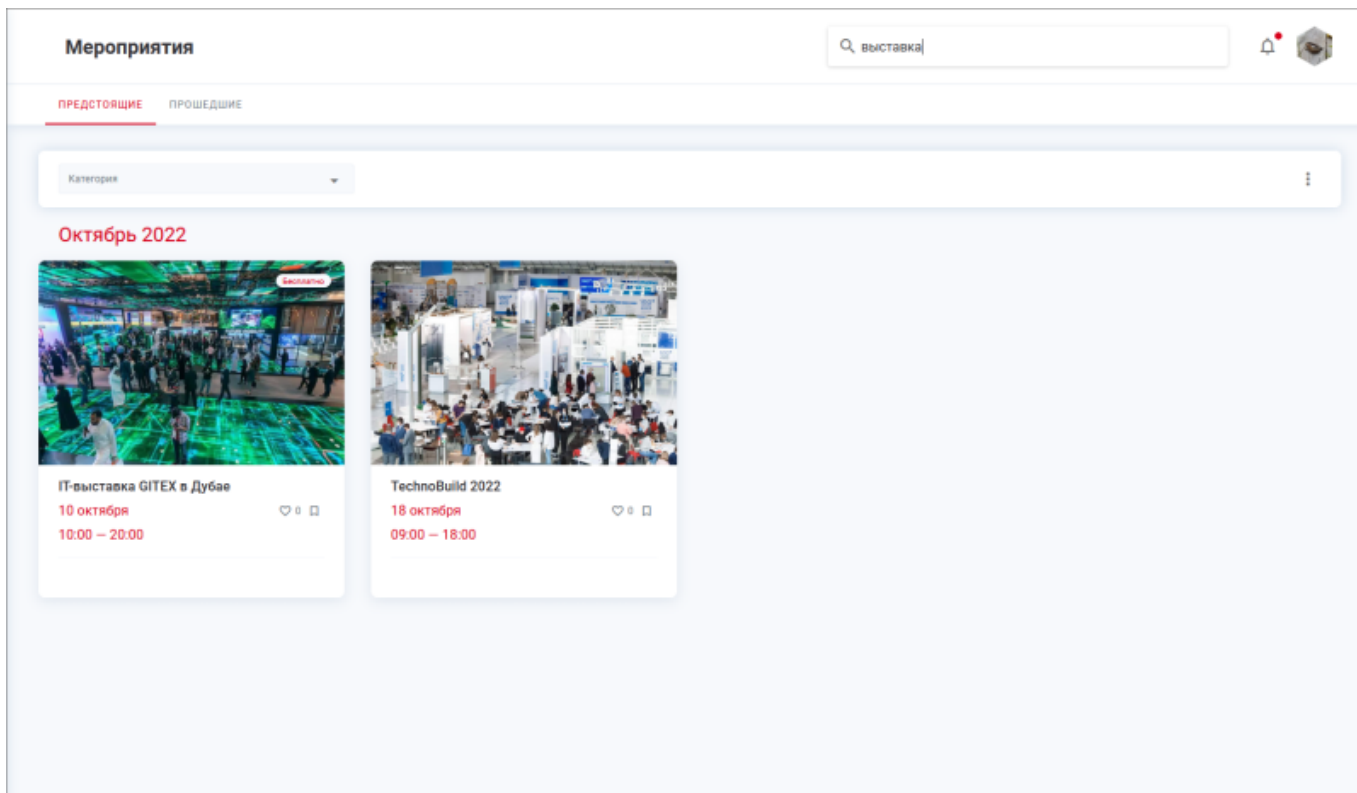 Мероприятия
выставка
ПРЕДСТОЯЩИЕ ПРОШЕДШИЕ
Категория
Октябрь 2022
Бесплатно
IT-выставка GITEX в Дубае
10 октября
0
10:00 — 20:00
TechnoBuild 2022
18 октября
0
09:00 — 18:00